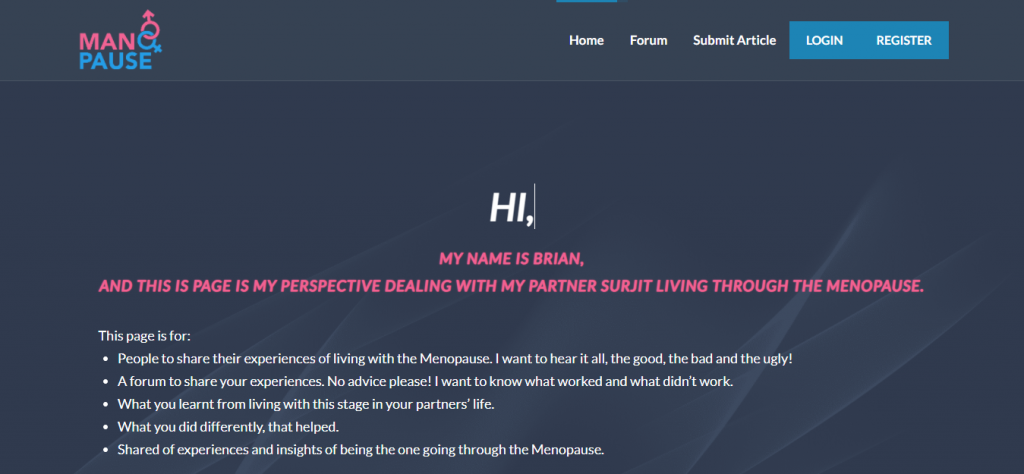 MAN
PAUSE
Home
Forum
Submit Article
LOGIN
REGISTER
HI,
MY NAME IS BRIAN,
AND THIS IS PAGE IS MY PERSPECTIVE DEALING WITH MY PARTNER SURJIT LIVING THROUGH THE MENOPAUSE.
This page is for:
• People to share their experiences of living with the Menopause. I want to hear it all, the good, the bad and the ugly!
• A forum to share your experiences. No advice please! I want to know what worked and what didn't work.
• What you learnt from living with this stage in your partners' life.
• What you did differently, that helped.
• Shared of experiences and insights of being the one going through the Menopause.